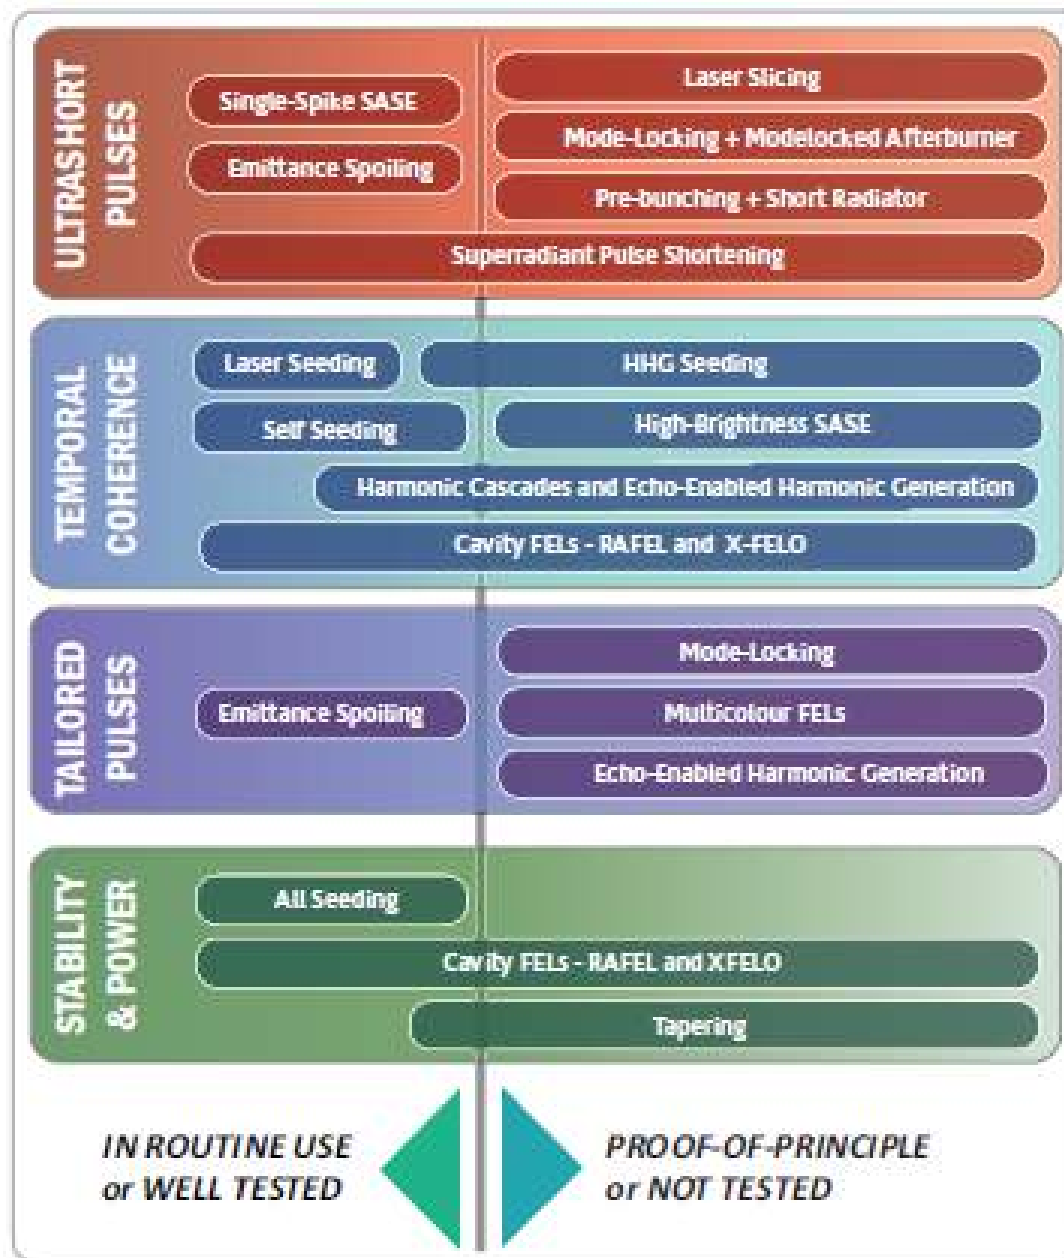 ULTRASHORT
PULSES
Single-Spike SASE
Emittance Spoiling
Laser Slicing
Mode-Locking + Modelocked Afterburner
Pre-bunching + Short Radiator
Superradiant Pulse Shortening
TEMPORAL
COHERENCE
Laser Seeding
HHG Seeding
Self Seeding
High-Brightness SASE
Harmonic Cascades and Echo-Enabled Harmonic Generation
Cavity FELs - RAFEL and X-FELO
TAILORED
PULSES
Emittance Spoiling
Mode-Locking
Multicolour FELs
Echo-Enabled Harmonic Generation
STABILITY
& POWER
All Seeding
Cavity FELs - RAFEL and XFELO
Tapering
IN ROUTINE USE
or WELL TESTED
PROOF-OF-PRINCIPLE
or NOT TESTED